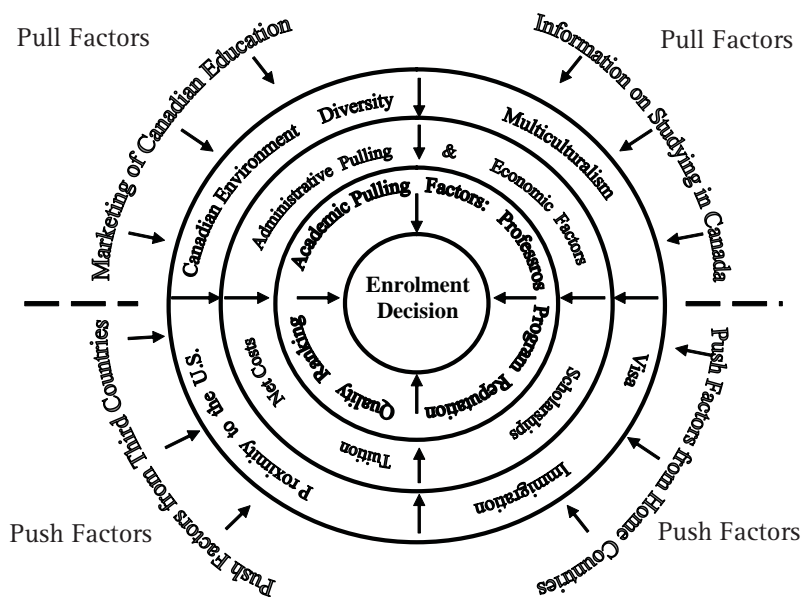 Pull Factors
Pull Factors
Marketing of Canadian Education
Information on Studying in Canada
Canadian Environment Diversity Multiculturalism
Administrative Pulling & Economic Factors
Academic Pulling Factors: Professros
Enrolment
Decision
Quality Ranking
Program Reputation
Net Costs
Tuition
Scholarships
Proximity to the U.S.
Immigration
Visa
Push Factors from Third Countries
Push Factors from Home Countries
Push Factors
Push Factors